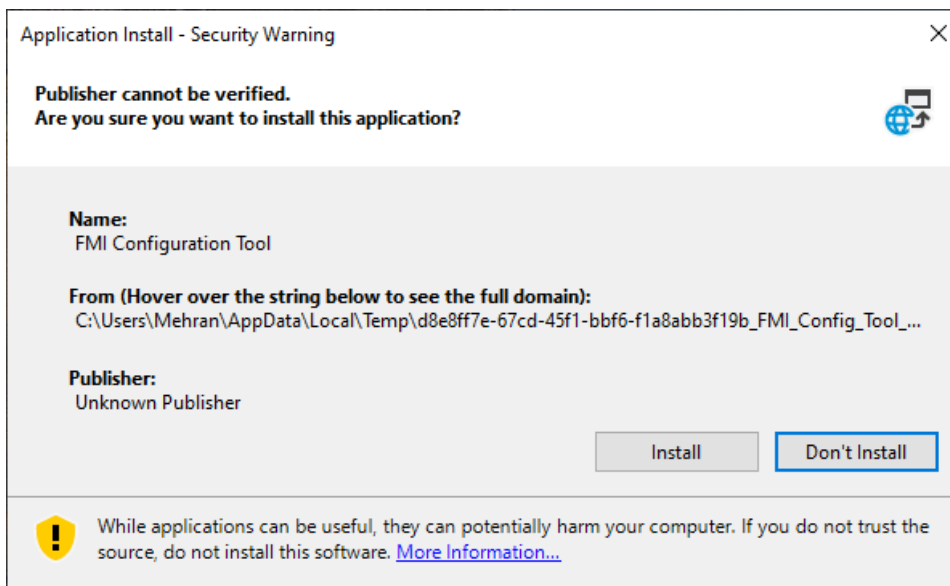 Application Install - Security Warning
Publisher cannot be verified.
Are you sure you want to install this application?
Name:
FMI Configuration Tool
From (Hover over the string below to see the full domain):
C:\Users\Mehran\AppData\Local\Temp\d8e8ff7e-67cd-45f1-bbf6-f1a8abb3f19b_FMI_Config_Tool_...
Publisher:
Unknown Publisher
Install
Don't Install
While applications can be useful, they can potentially harm your computer. If you do not trust the
source, do not install this software. More Information...